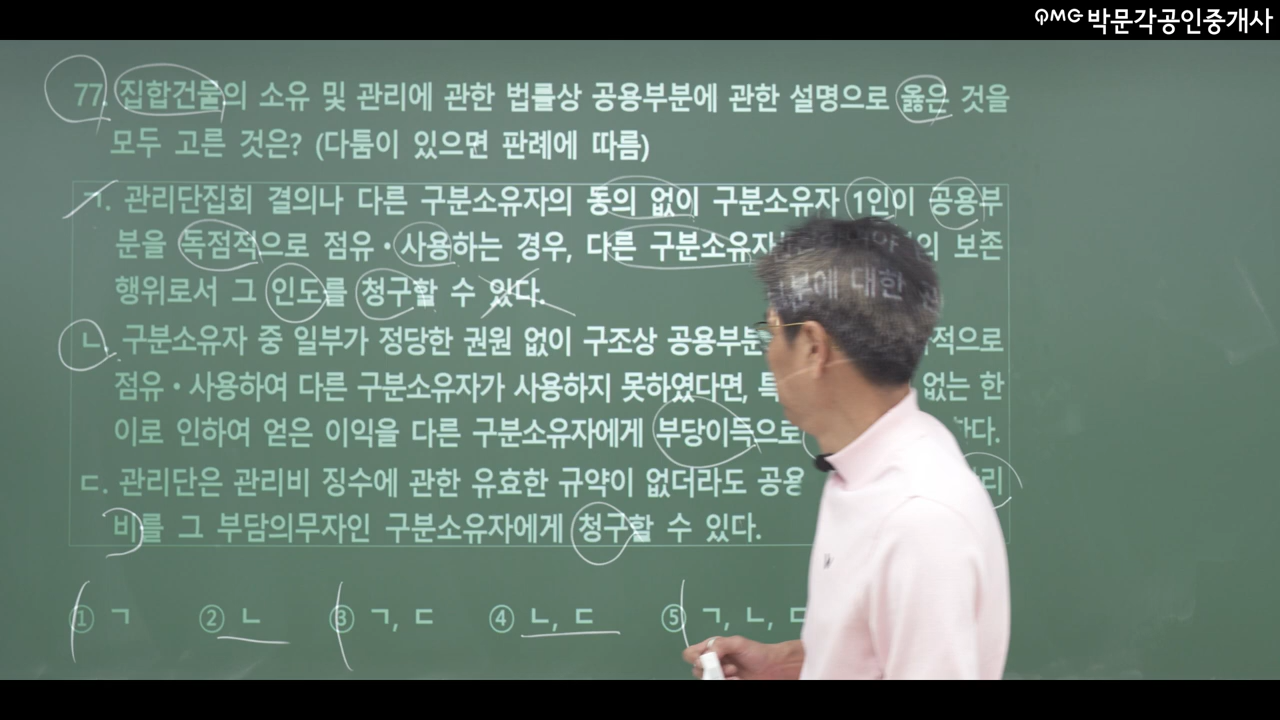 QMG 박문각공인중개사
77. 집합건물의 소유 및 관리에 관한 법률상 공용부분에 관한 설명으로 옳은 것을
모두 고른 것은? (다툼이 있으면 판례에 따름)
ㄱ. 관리단집회 결의나 다른 구분소유자의 동의 없이 구분소유자 1인이 공용부
분을 독점적으로 점유·사용하는 경우, 다른 구분소유자 의 보존
행위로서 그 인도를 청구할 수 있다.
ㄴ. 구분소유자 중 일부가 정당한 권원 없이 구조상 공용부분 적으로
점유·사용하여 다른 구분소유자가 사용하지 못하였다면, 특 없는 한
이로 인하여 얻은 이익을 다른 구분소유자에게 부당이득으로 다.
ㄷ. 관리단은 관리비 징수에 관한 유효한 규약이 없더라도 공용 리
비를 그 부담의무자인 구분소유자에게 청구할 수 있다.
① ㄱ ② ㄴ ③ ㄱ, ㄷ ④ ㄴ, ㄷ ⑤ ㄱ, ㄴ, ㄷ